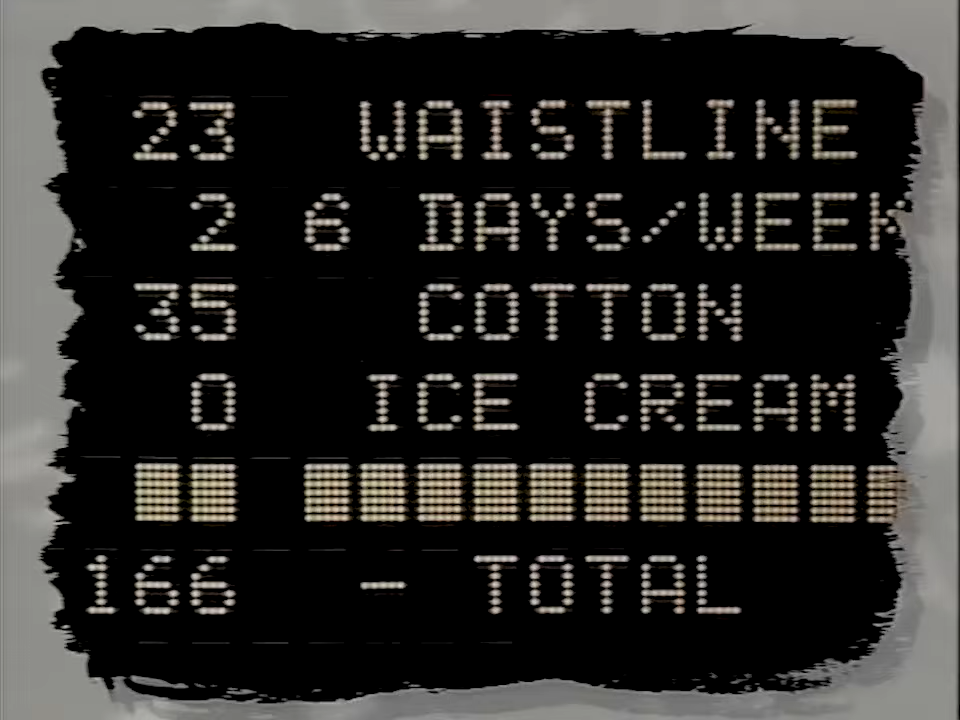 23 WAISTLINE
2 6 DAYS/WEEK
35 COTTON
0 ICE CREAM
166 - TOTAL